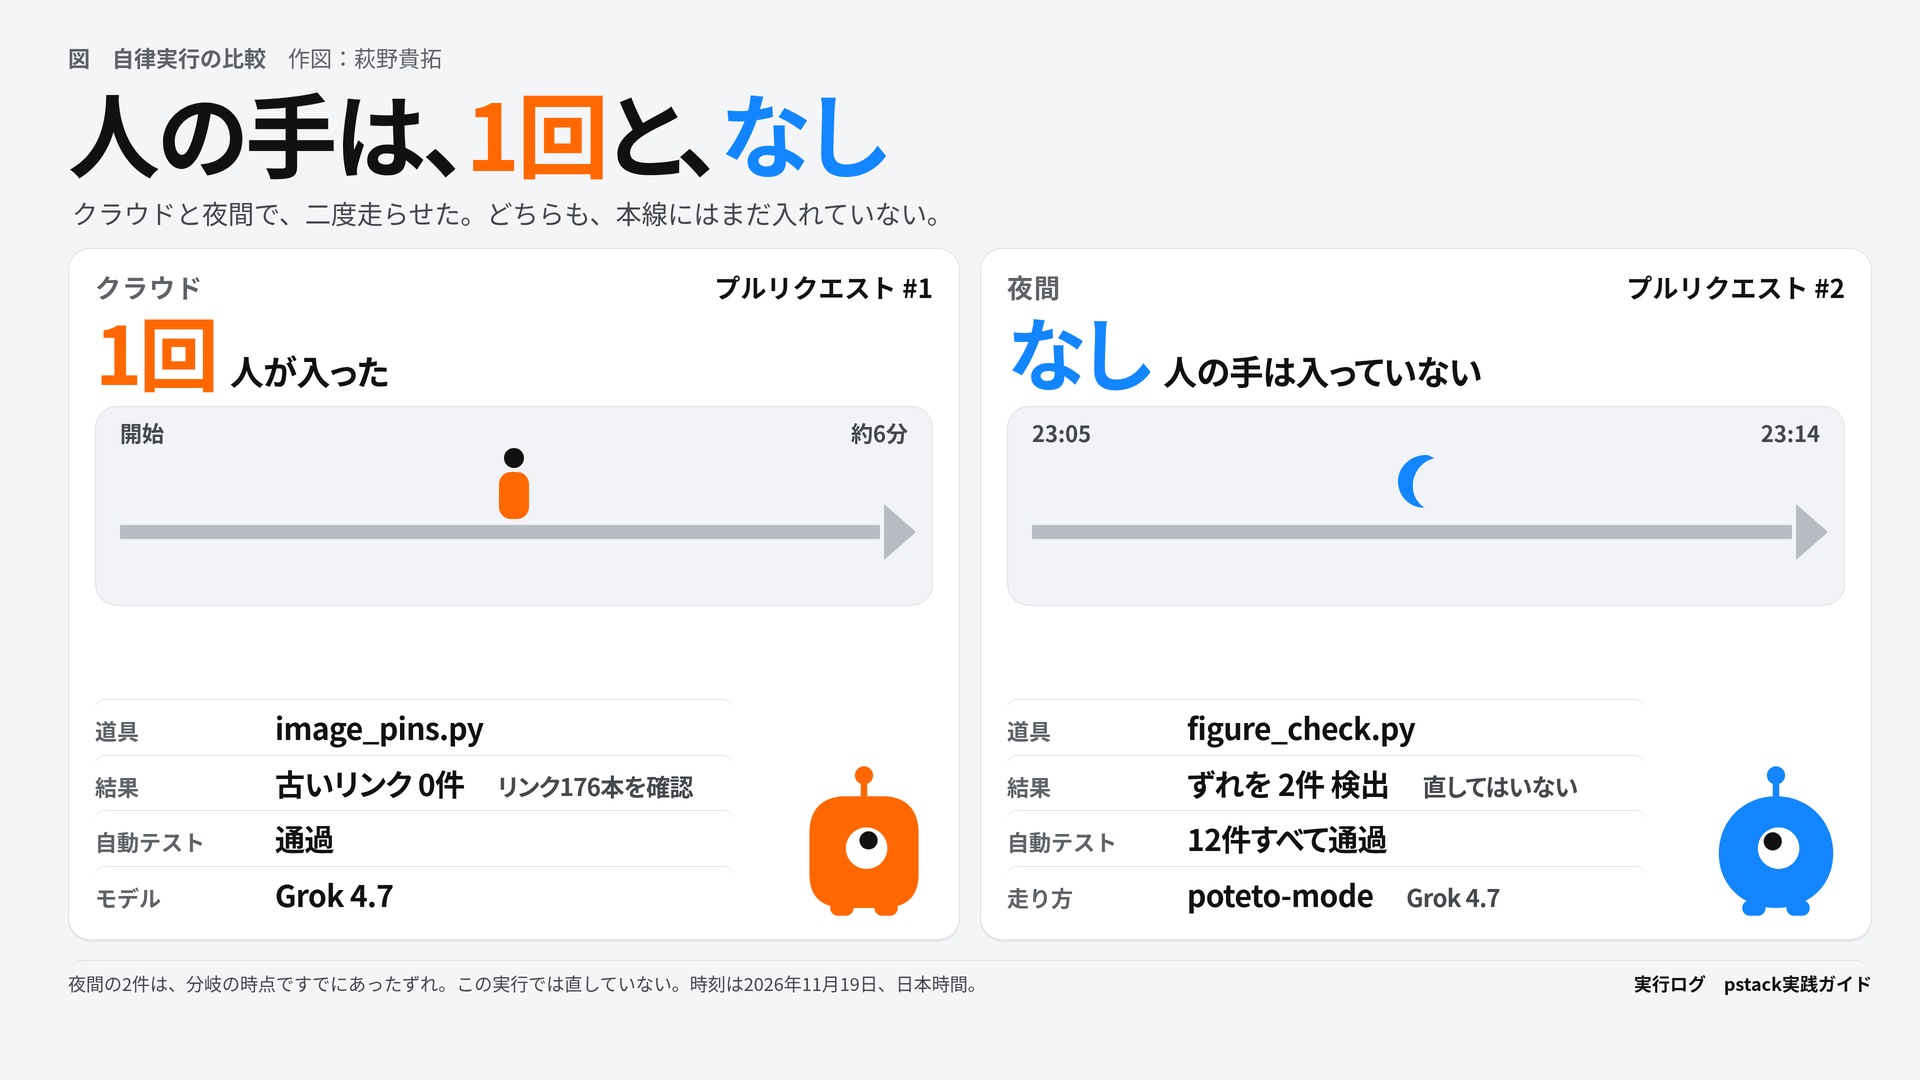 図　自律実行の比較　作図：萩野貴拓
人の手は、1回と、なし
クラウドと夜間で、二度走らせた。どちらも、本線にはまだ入れていない。
クラウド　プルリクエスト #1
1回 人が入った
開始　約6分
道具　image_pins.py
結果　古いリンク 0件　リンク176本を確認
自動テスト　通過
モデル　Grok 4.7
夜間　プルリクエスト #2
なし 人の手は入っていない
23:05　23:14
道具　figure_check.py
結果　ずれを 2件 検出　直してはいない
自動テスト　12件すべて通過
走り方　poteto-mode　Grok 4.7
夜間の2件は、分岐の時点ですでにあったずれ。この実行では直していない。時刻は2026年11月19日、日本時間。
実行ログ　pstack実践ガイド